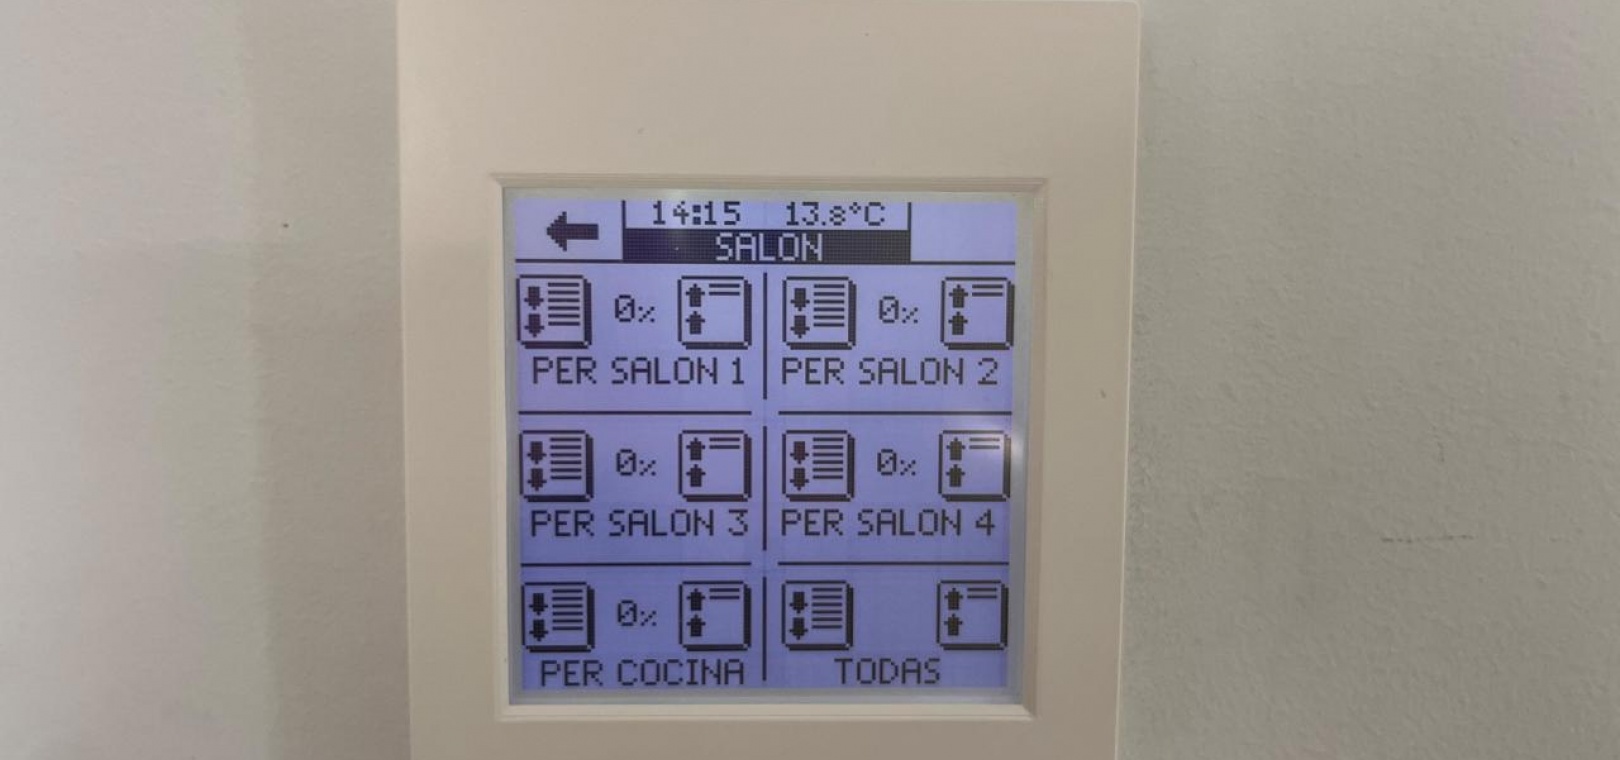 14:15 13.8°C
SALON
0% 0%
PER SALON 1 PER SALON 2
0% 0%
PER SALON 3 PER SALON 4
0%
PER COCINA TODAS